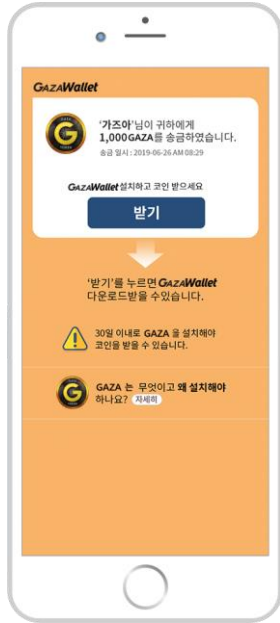 GAZAWallet
'가즈아'님이 귀하에게
1,000GAZA를 송금하였습니다.
송금 일시 : 2019-06-26 AM 08:29
GAZAWallet 설치하고 코인 받으세요
받기
'받기'를 누르면 GAZAWallet
다운로드받을 수있습니다.
30일 이내로 GAZA 을 설치해야
코인을 받을 수 있습니다.
GAZA 는 무엇이고 왜 설치해야
하나요? 자세히